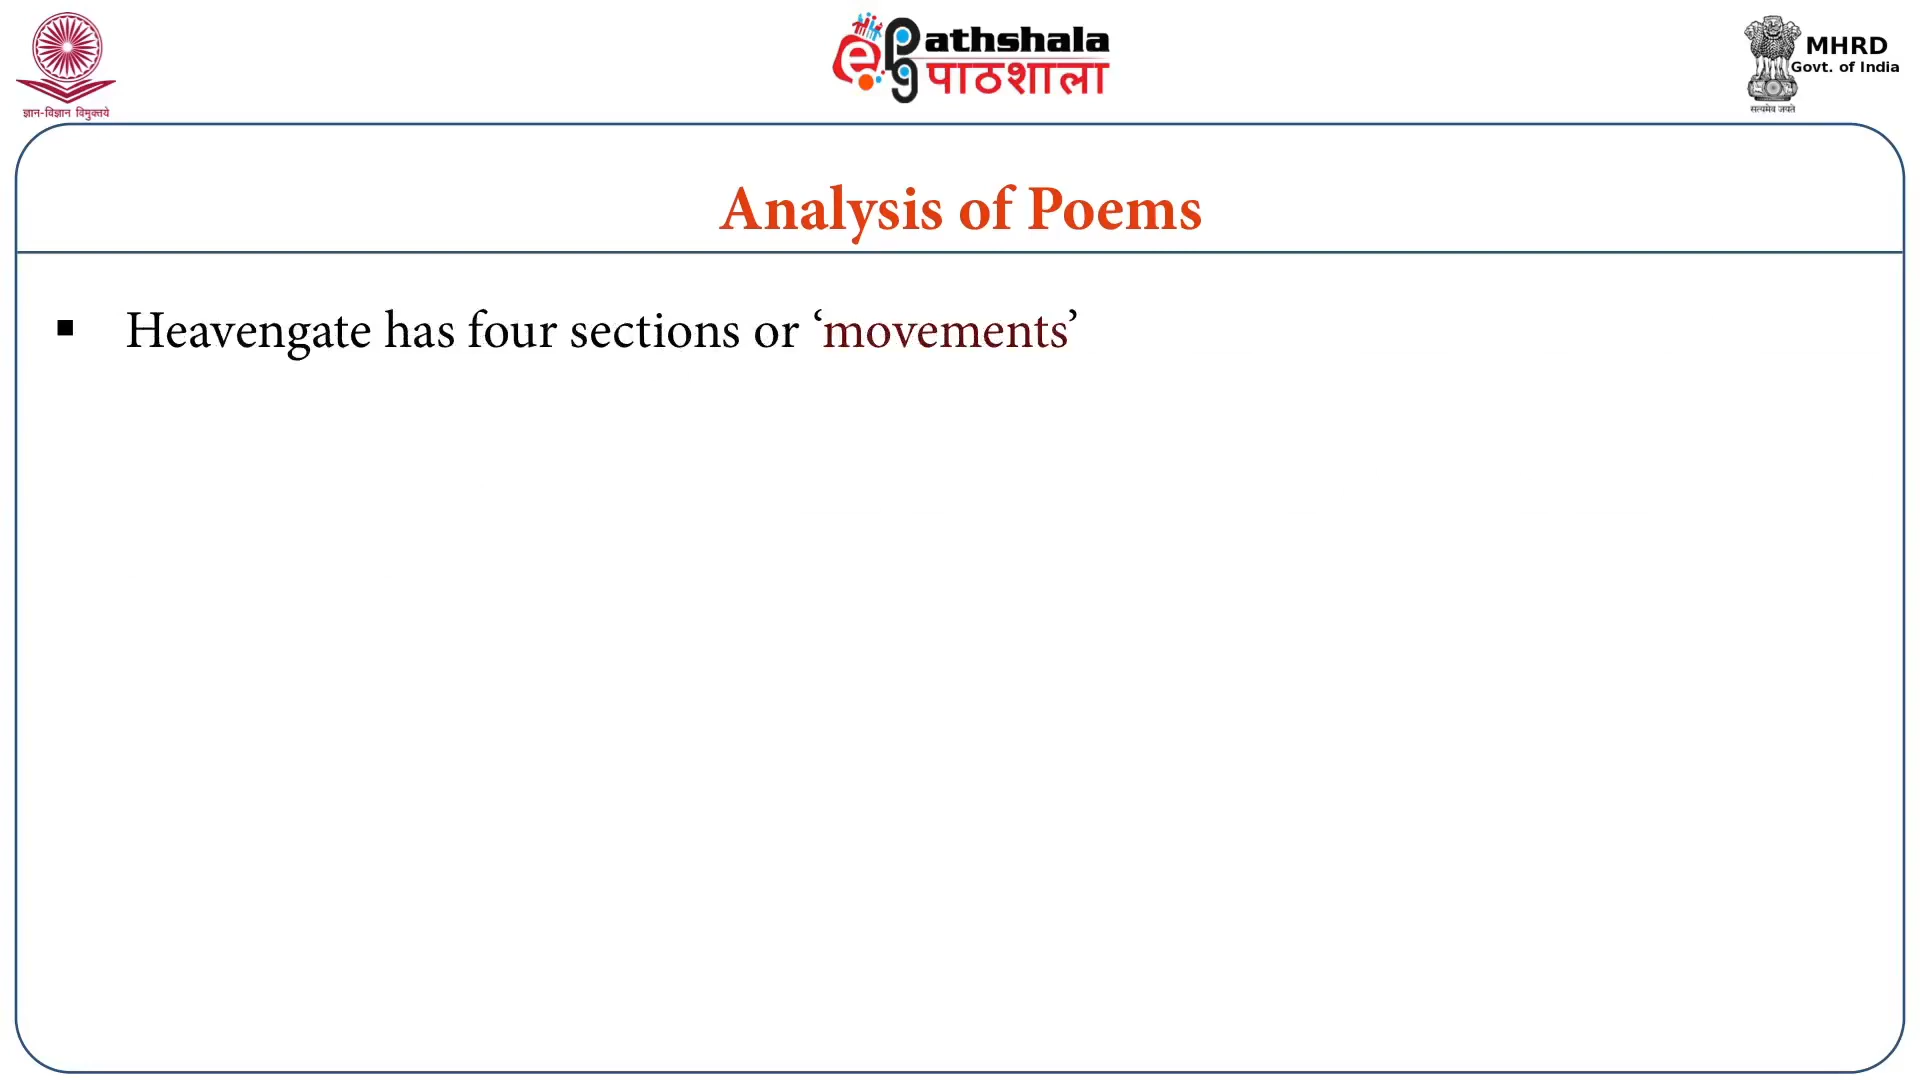 ज्ञान-विज्ञान विमुक्तये
ePathshala
पाठशाला
MHRD
Govt. of India
सत्यमेव जयते
Analysis of Poems
▪ Heavengate has four sections or ‘movements’